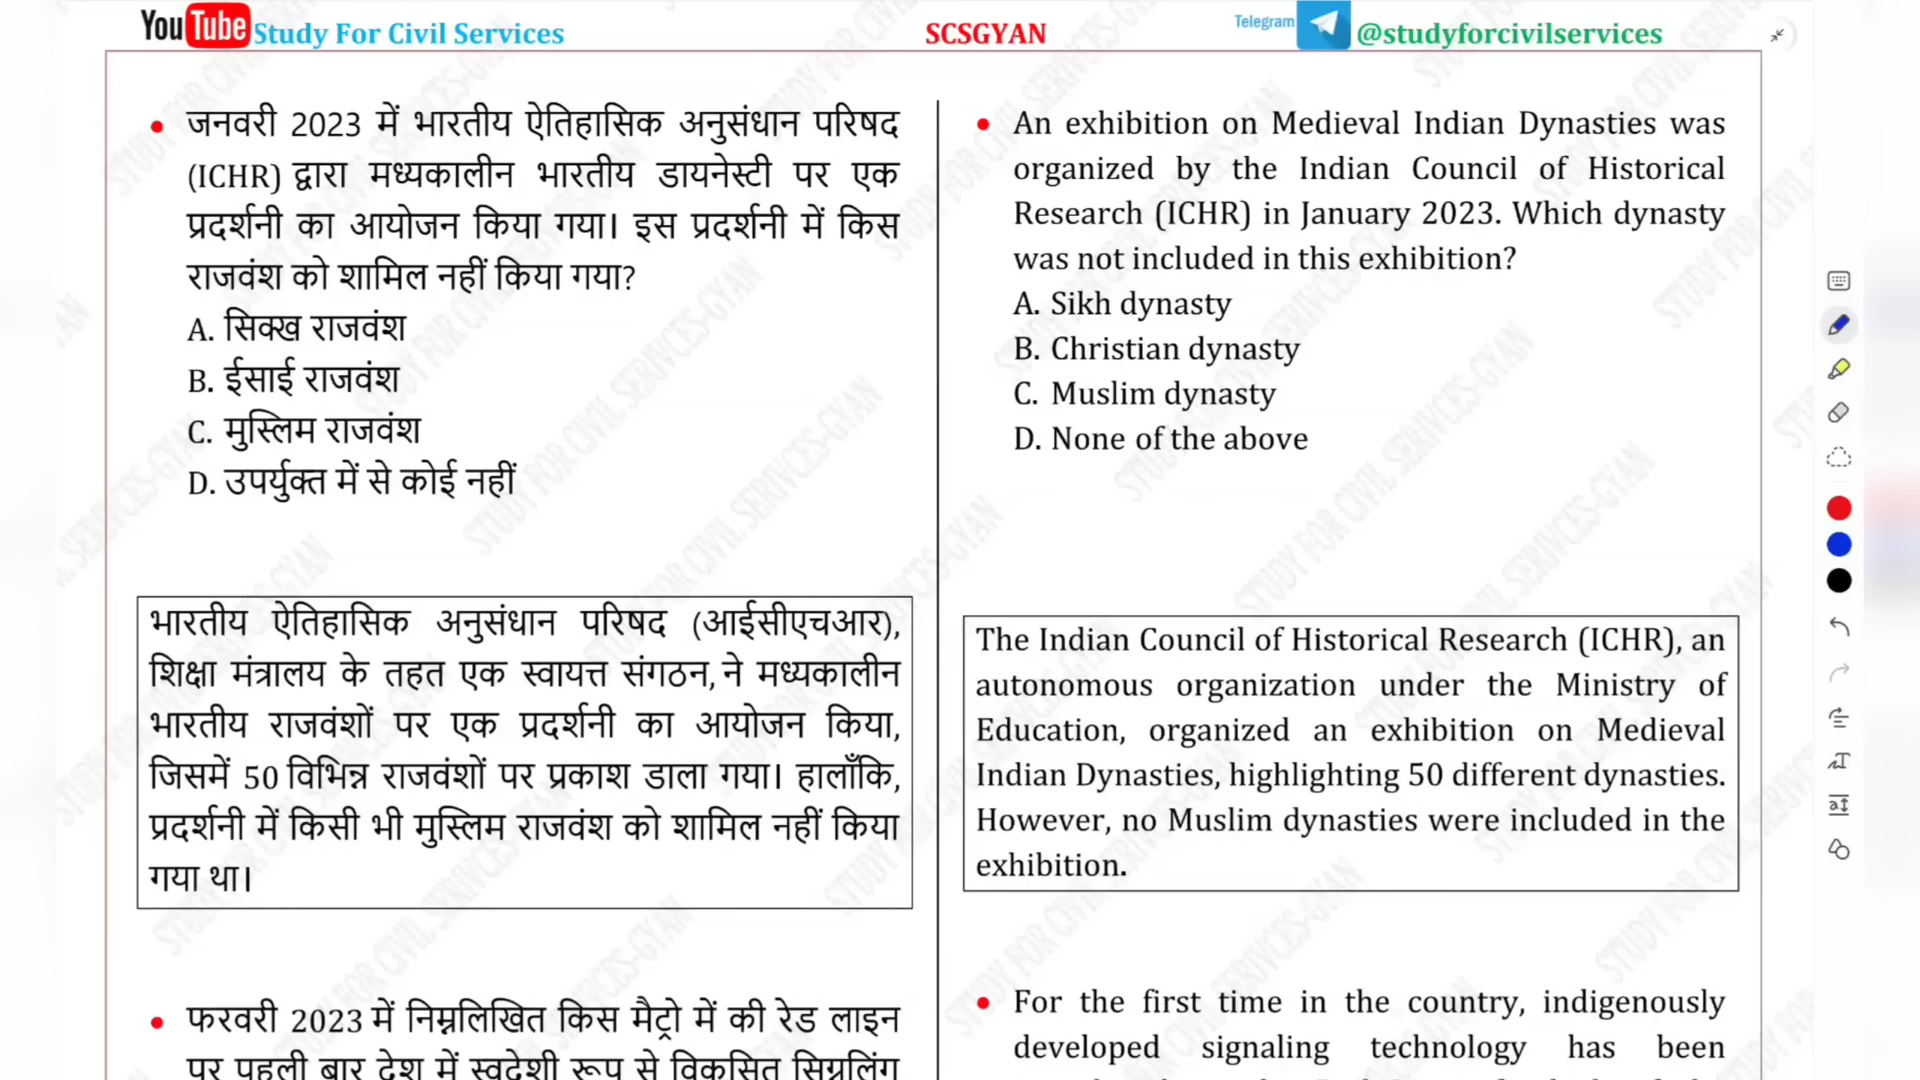 YouTube Study For Civil Services
SCSGYAN
Telegram @studyforcivilservices
जनवरी 2023 में भारतीय ऐतिहासिक अनुसंधान परिषद
(ICHR) द्वारा मध्यकालीन भारतीय डायनेस्टी पर एक
प्रदर्शनी का आयोजन किया गया। इस प्रदर्शनी में किस
राजवंश को शामिल नहीं किया गया?
A. सिक्ख राजवंश
B. ईसाई राजवंश
C. मुस्लिम राजवंश
D. उपर्युक्त में से कोई नहीं
भारतीय ऐतिहासिक अनुसंधान परिषद (आईसीएचआर),
शिक्षा मंत्रालय के तहत एक स्वायत्त संगठन, ने मध्यकालीन
भारतीय राजवंशों पर एक प्रदर्शनी का आयोजन किया,
जिसमें 50 विभिन्न राजवंशों पर प्रकाश डाला गया। हालाँकि,
प्रदर्शनी में किसी भी मुस्लिम राजवंश को शामिल नहीं किया
गया था।
फरवरी 2023 में निम्नलिखित किस मैट्रो में की रेड लाइन
पर पहली बार देश में स्वदेशी रूप से विकसित सिग्नलिंग
An exhibition on Medieval Indian Dynasties was
organized by the Indian Council of Historical
Research (ICHR) in January 2023. Which dynasty
was not included in this exhibition?
A. Sikh dynasty
B. Christian dynasty
C. Muslim dynasty
D. None of the above
The Indian Council of Historical Research (ICHR), an
autonomous organization under the Ministry of
Education, organized an exhibition on Medieval
Indian Dynasties, highlighting 50 different dynasties.
However, no Muslim dynasties were included in the
exhibition.
For the first time in the country, indigenously
developed signaling technology has been